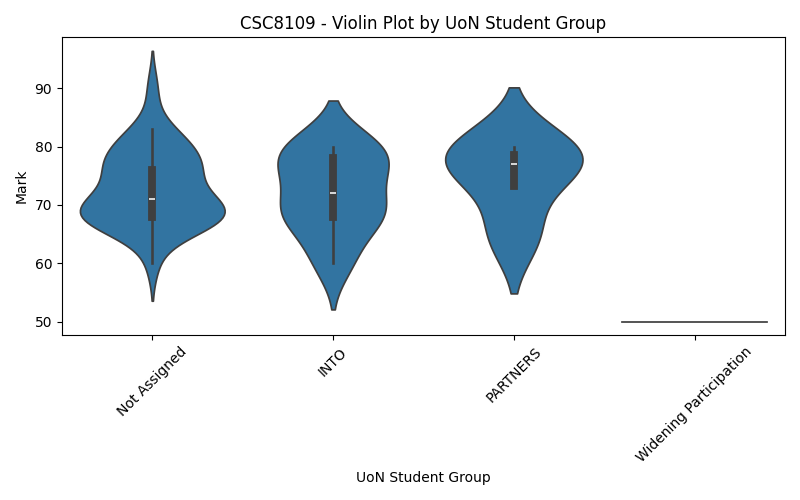 CSC8109 - Violin Plot by UoN Student Group
Mark
90
80
70
60
50
Not Assigned
INTO
PARTNERS
Widening Participation
UoN Student Group